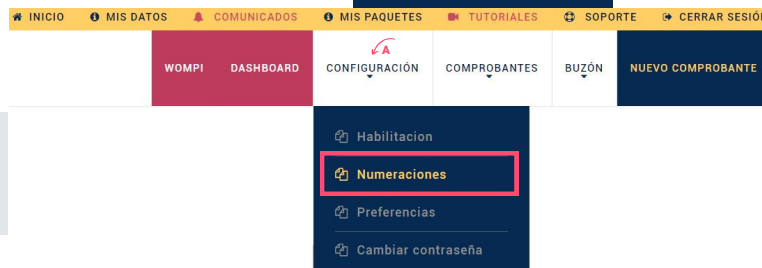 INICIO MIS DATOS COMUNICADOS MIS PAQUETES TUTORIALES SOPORTE CERRAR SESIÓ
A
WOMPI DASHBOARD CONFIGURACIÓN COMPROBANTES BUZÓN NUEVO COMPROBANTE
Habilitacion
Numeraciones
Preferencias
Cambiar contraseña